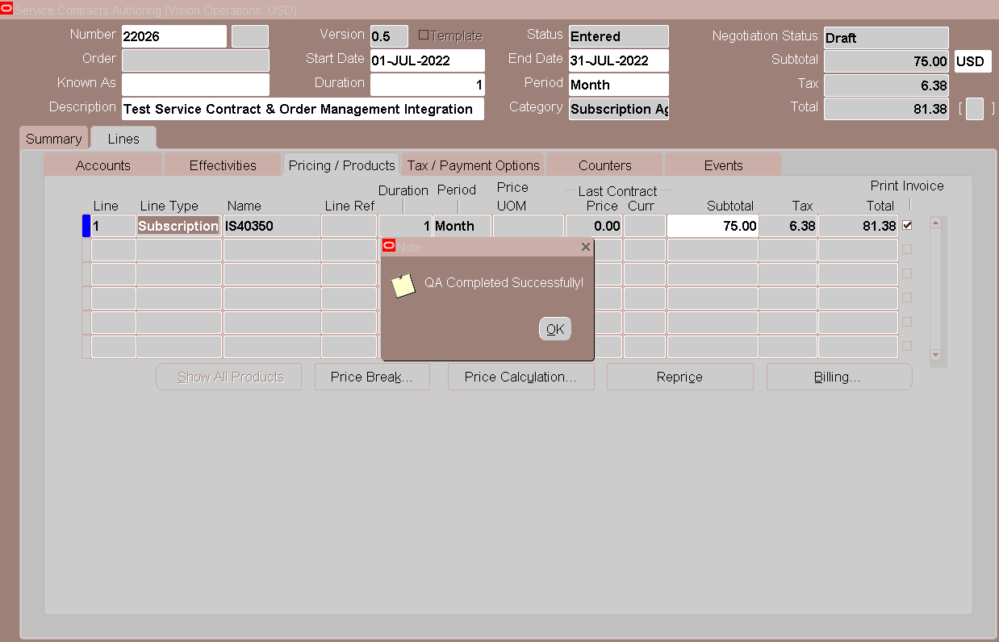 Service Contracts Authoring (Vision Operations: USD)
Number 22026 Version 0.5 Template Status Entered Negotiation Status Draft
Order Start Date 01-JUL-2022 End Date 31-JUL-2022 Subtotal 75.00 USD
Known As Duration 1 Period Month Tax 6.38
Description Test Service Contract & Order Management Integration Category Subscription Ag Total 81.38 [ ]
Summary Lines
Accounts Effectivities Pricing / Products Tax / Payment Options Counters Events
Duration Period Price Last Contract Print Invoice
Line Line Type Name Line Ref UOM Price Curr Subtotal Tax Total
1 Subscription IS40350 1 Month 0.00 75.00 6.38 81.38
Note
QA Completed Successfully!
OK
Show All Products Price Break... Price Calculation... Reprice Billing...